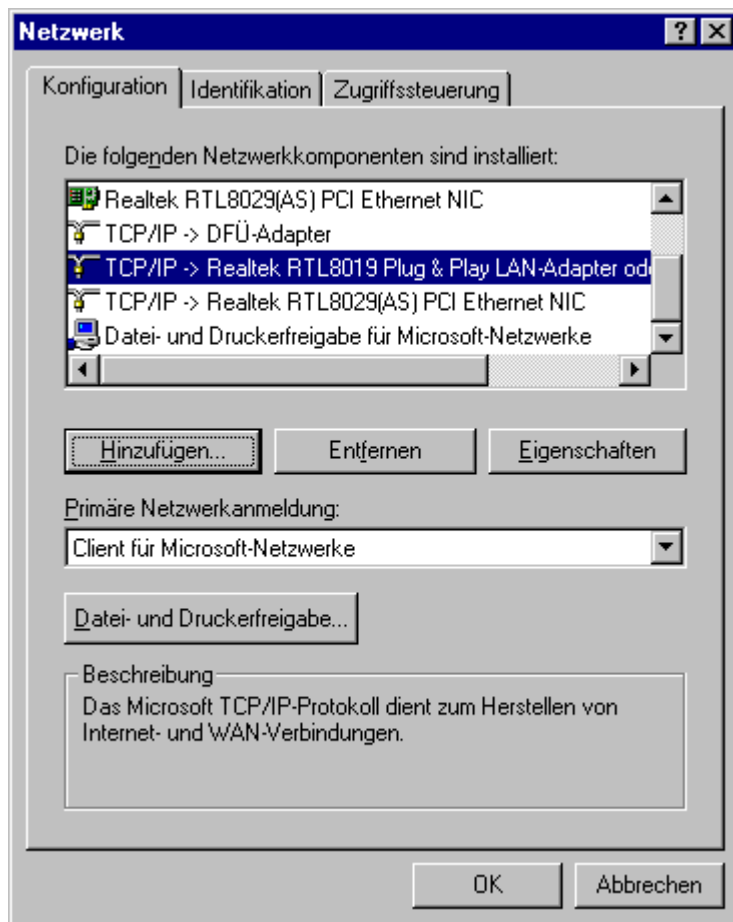 Netzwerk
Konfiguration Identifikation Zugriffssteuerung
Die folgenden Netzwerkkomponenten sind installiert:
Realtek RTL8029(AS) PCI Ethernet NIC
TCP/IP -> DFÜ-Adapter
TCP/IP -> Realtek RTL8019 Plug & Play LAN-Adapter
TCP/IP -> Realtek RTL8029(AS) PCI Ethernet NIC
Datei- und Druckerfreigabe für Microsoft-Netzwerke
Hinzufügen... Entfernen Eigenschaften
Primäre Netzwerkanmeldung:
Client für Microsoft-Netzwerke
Datei- und Druckerfreigabe...
Beschreibung
Das Microsoft TCP/IP-Protokoll dient zum Herstellen von
Internet- und WAN-Verbindungen.
OK Abbrechen